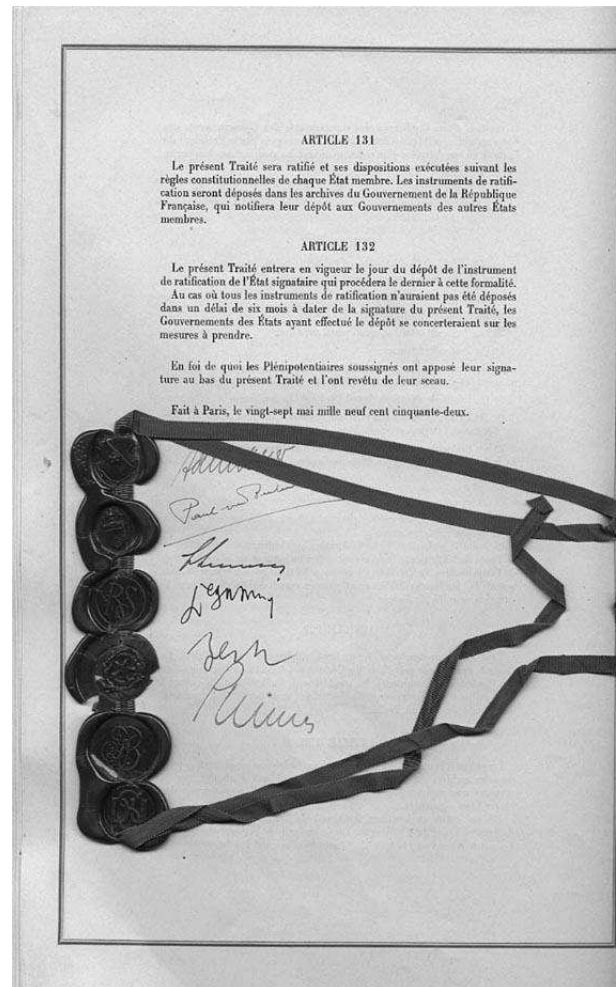 ARTICLE 131
Le présent Traité sera ratifié et ses dispositions exécutées suivant les
règles constitutionnelles de chaque État membre. Les instruments de ratifi-
cation seront déposés dans les archives du Gouvernement de la République
Française, qui notifiera leur dépôt aux Gouvernements des autres États
membres.
ARTICLE 132
Le présent Traité entrera en vigueur le jour du dépôt de l'instrument
de ratification de l'État signataire qui procédera le dernier à cette formalité.
Au cas où tous les instruments de ratification n'auraient pas été déposés
dans un délai de six mois à dater de la signature du présent Traité, les
Gouvernements des États ayant effectué le dépôt se concerteraient sur les
mesures à prendre.
En foi de quoi les Plénipotentiaires soussignés ont apposé leur signa-
ture au bas du présent Traité et l'ont revêtu de leur sceau.
Fait à Paris, le vingt-sept mai mille neuf cent cinquante-deux.
Paul van